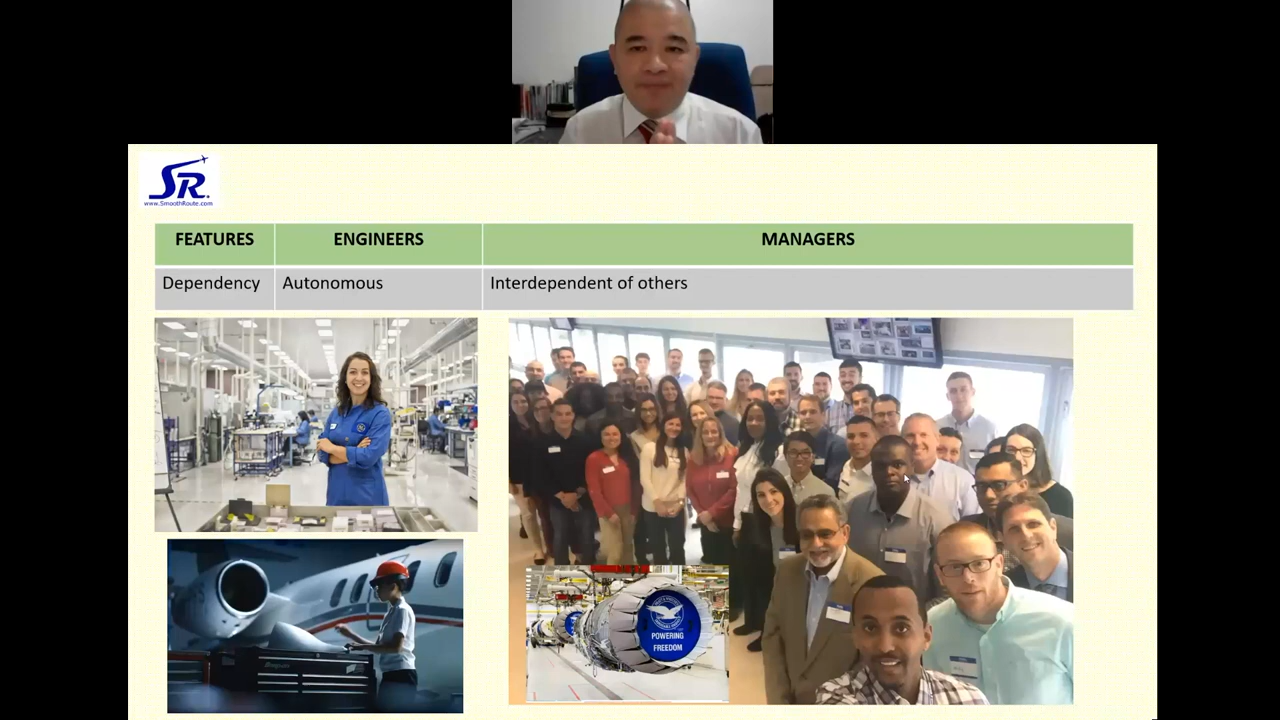 SR.
www.SmoothRoute.com
FEATURES ENGINEERS MANAGERS
Dependency Autonomous Interdependent of others
POWERING
FREEDOM